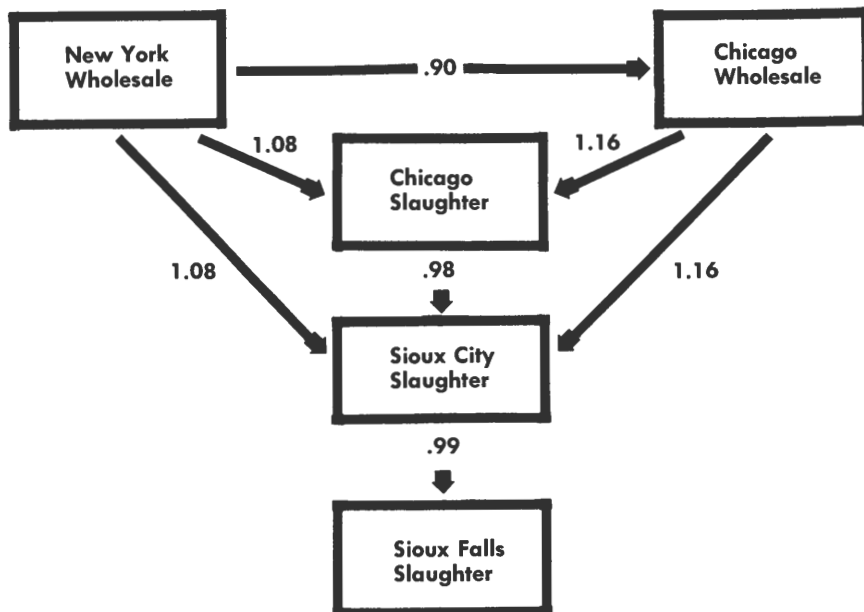 New York
Wholesale
.90
Chicago
Wholesale
1.08
1.16
Chicago
Slaughter
1.08
.98
1.16
Sioux City
Slaughter
.99
Sioux Falls
Slaughter